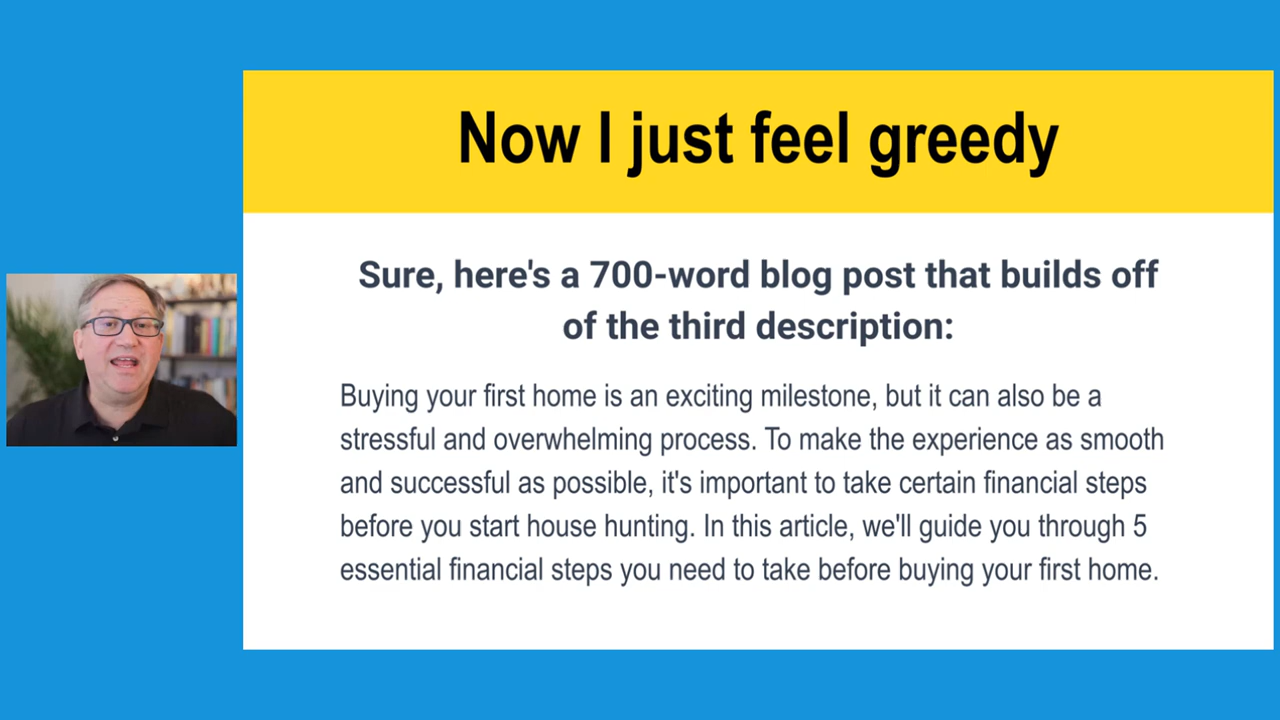 Now I just feel greedy
Sure, here's a 700-word blog post that builds off
of the third description:
Buying your first home is an exciting milestone, but it can also be a
stressful and overwhelming process. To make the experience as smooth
and successful as possible, it's important to take certain financial steps
before you start house hunting. In this article, we'll guide you through 5
essential financial steps you need to take before buying your first home.